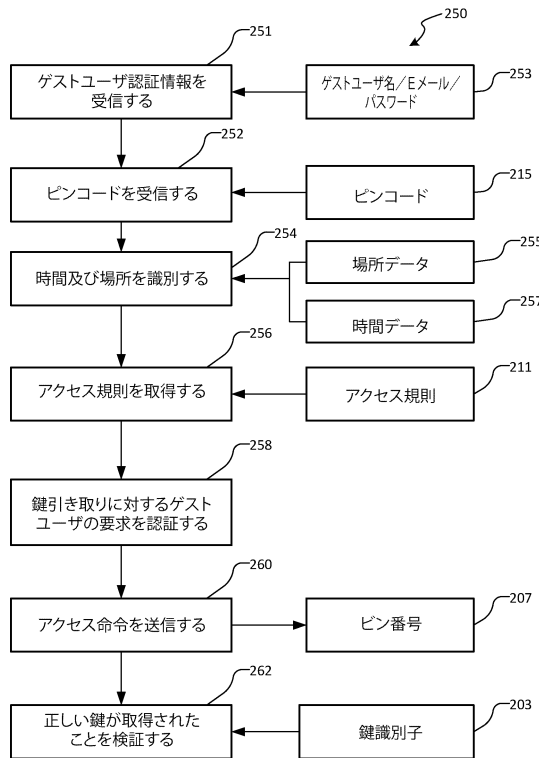 250
251
ゲストユーザ認証情報を
受信する
253
ゲストユーザ名／Eメール／
パスワード
252
ピンコードを受信する
215
ピンコード
254
時間及び場所を識別する
255
場所データ
257
時間データ
256
アクセス規則を取得する
211
アクセス規則
258
鍵引き取りに対するゲスト
ユーザの要求を認証する
260
アクセス命令を送信する
207
ビン番号
262
正しい鍵が取得された
ことを検証する
203
鍵識別子